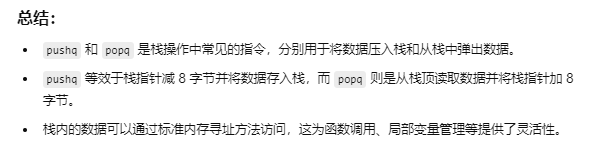 总结：
• pushq 和 popq 是栈操作中常见的指令，分别用于将数据压入栈和从栈中弹出数据。
• pushq 等效于栈指针减 8 字节并将数据存入栈，而 popq 则是从栈顶读取数据并将栈指针加 8
字节。
• 栈内的数据可以通过标准内存寻址方法访问，这为函数调用、局部变量管理等提供了灵活性。